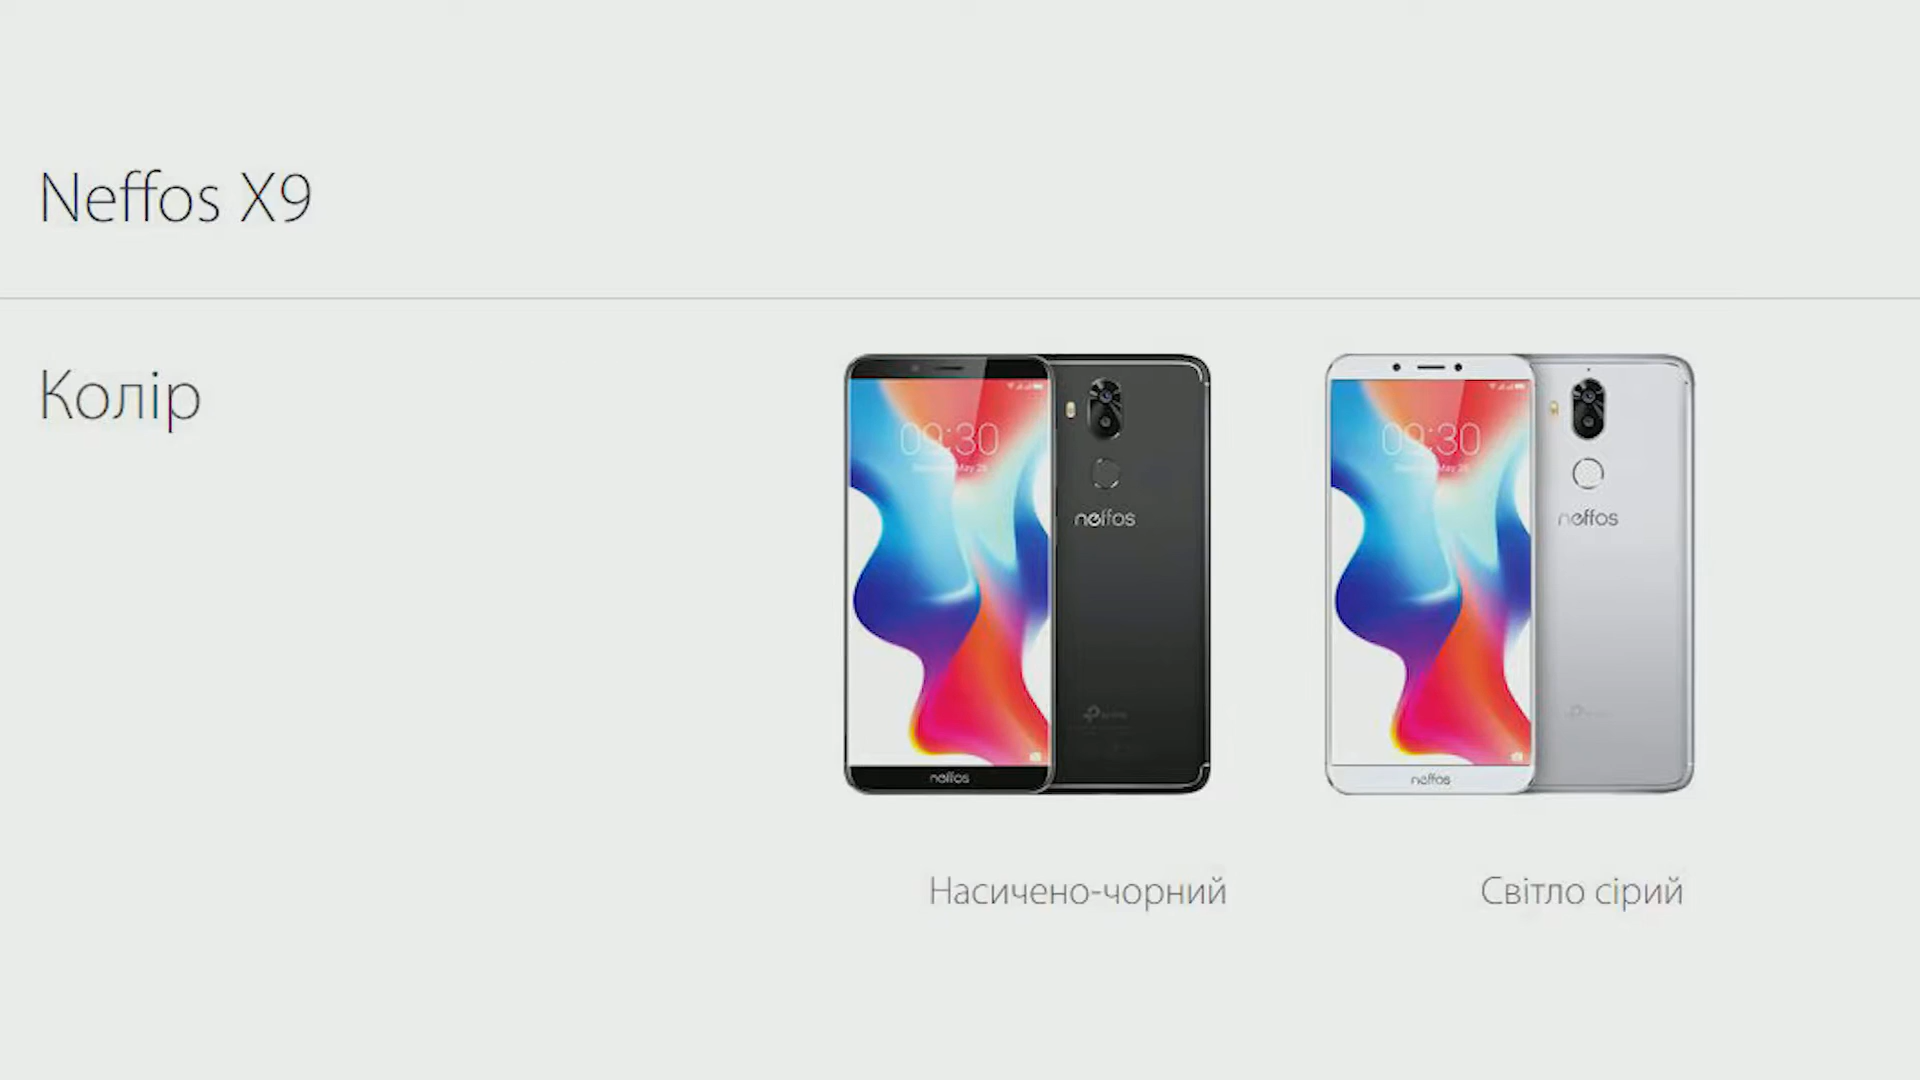 Neffos X9
Колір
09:30
09:30
neffos
neffos
neffos
neffos
Насичено-чорний
Світло сірий